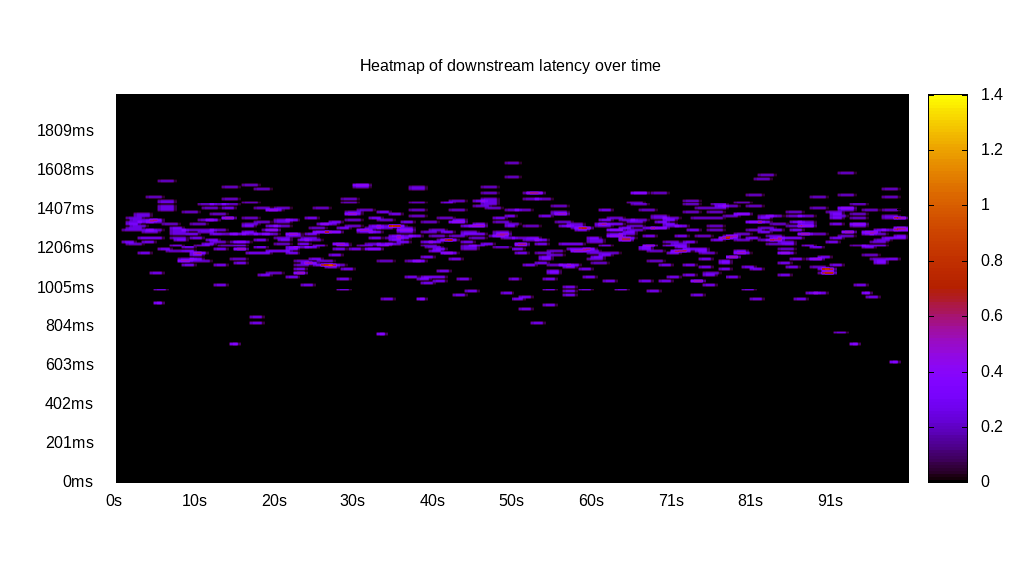 Heatmap of downstream latency over time
1809ms
1608ms
1407ms
1206ms
1005ms
804ms
603ms
402ms
201ms
0ms
0s 10s 20s 30s 40s 50s 60s 71s 81s 91s
1.4
1.2
1
0.8
0.6
0.4
0.2
0